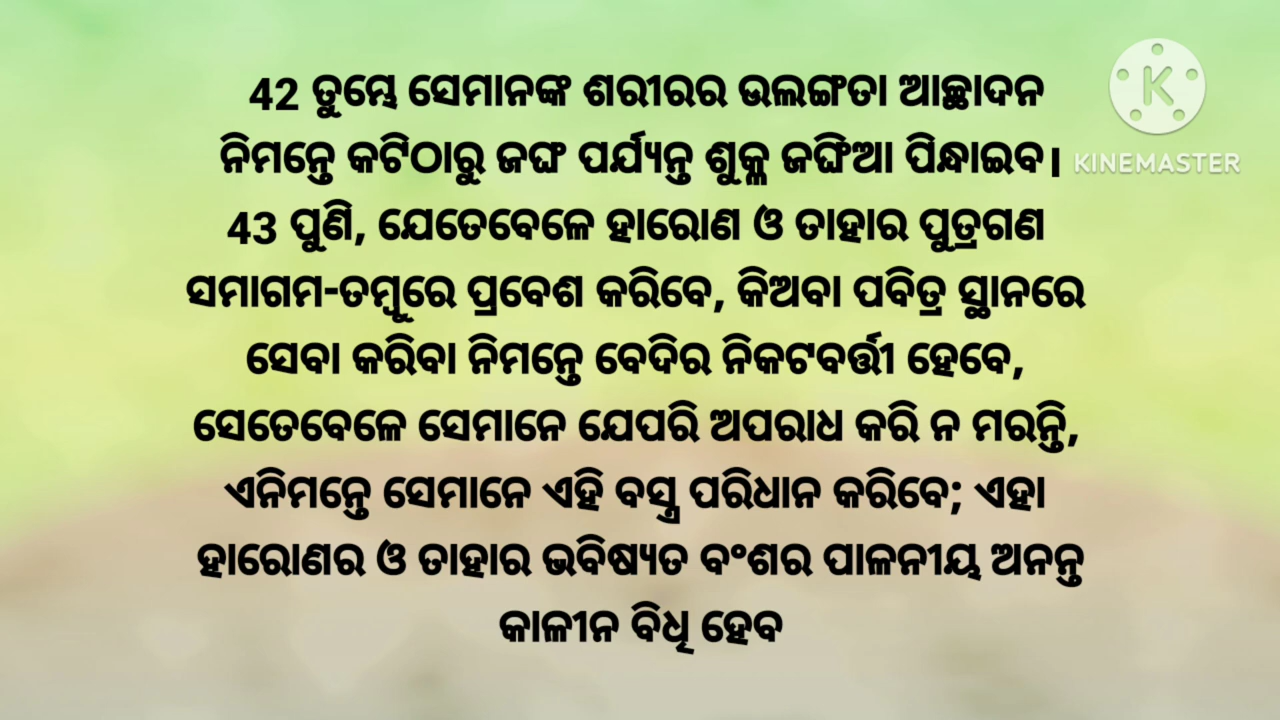 42 ତୁମ୍ଭେ ସେମାନଙ୍କ ଶରୀରର ଉଲଙ୍ଗତା ଆଚ୍ଛାଦନ
ନିମନ୍ତେ କଟିଠାରୁ ଜଙ୍ଘ ପର୍ଯ୍ୟନ୍ତ ଶୁକ୍ଳ ଜଙ୍ଘିଆ ପିନ୍ଧାଇବ।
43 ପୁଣି, ଯେତେବେଳେ ହାରୋଣ ଓ ତାହାର ପୁତ୍ରଗଣ
ସମାଗମ-ତମ୍ବୁରେ ପ୍ରବେଶ କରିବେ, କିଅବା ପବିତ୍ର ସ୍ଥାନରେ
ସେବା କରିବା ନିମନ୍ତେ ବେଦିର ନିକଟବର୍ତ୍ତୀ ହେବେ,
ସେତେବେଳେ ସେମାନେ ଯେପରି ଅପରାଧ କରି ନ ମରନ୍ତି,
ଏନିମନ୍ତେ ସେମାନେ ଏହି ବସ୍ତ୍ର ପରିଧାନ କରିବେ; ଏହା
ହାରୋଣର ଓ ତାହାର ଭବିଷ୍ୟତ ବଂଶର ପାଳନୀୟ ଅନନ୍ତ
କାଳୀନ ବିଧି ହେବ
K
KINEMASTER